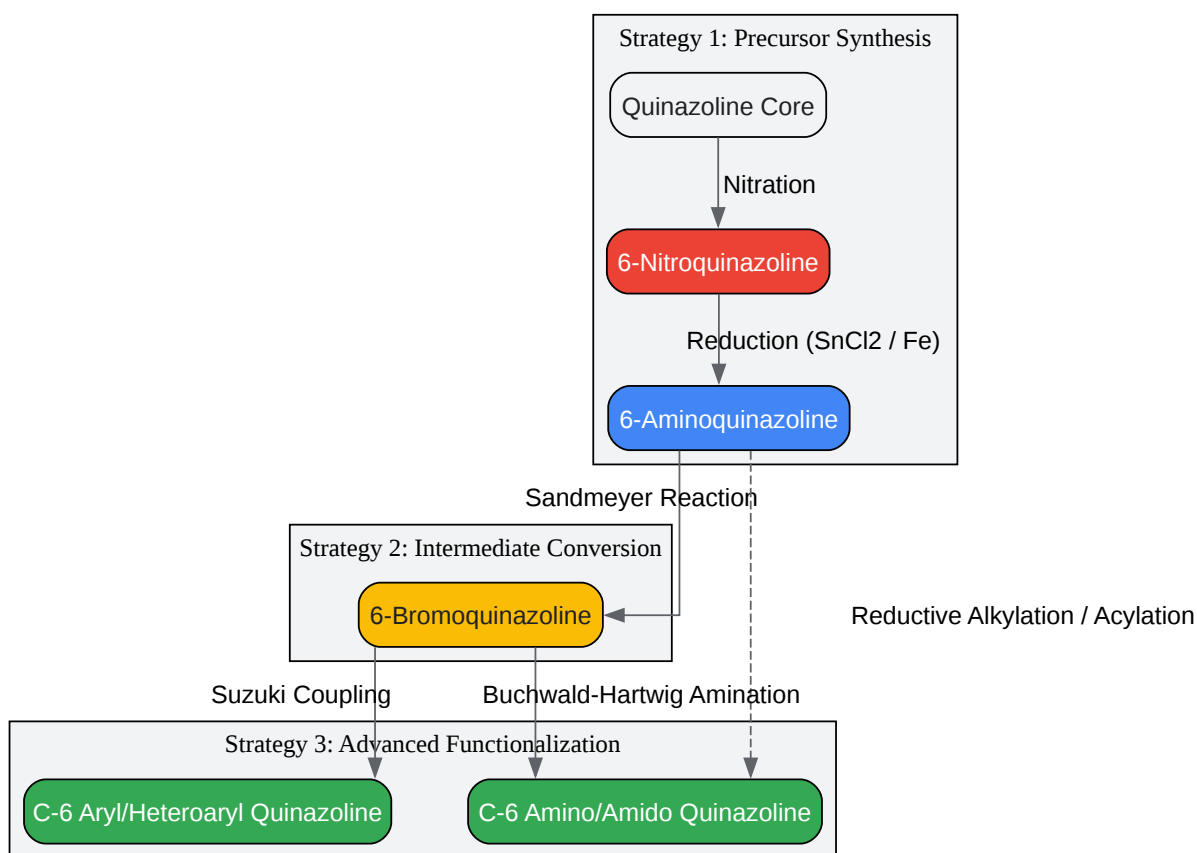 Strategy 1: Precursor Synthesis
Quinazoline Core
Nitration
6-Nitroquinazoline
Reduction (SnCl2 / Fe)
6-Aminoquinazoline
Sandmeyer Reaction
Strategy 2: Intermediate Conversion
6-Bromoquinazoline
Reductive Alkylation / Acylation
Suzuki Coupling
Buchwald-Hartwig Amination
Strategy 3: Advanced Functionalization
C-6 Aryl/Heteroaryl Quinazoline
C-6 Amino/Amido Quinazoline